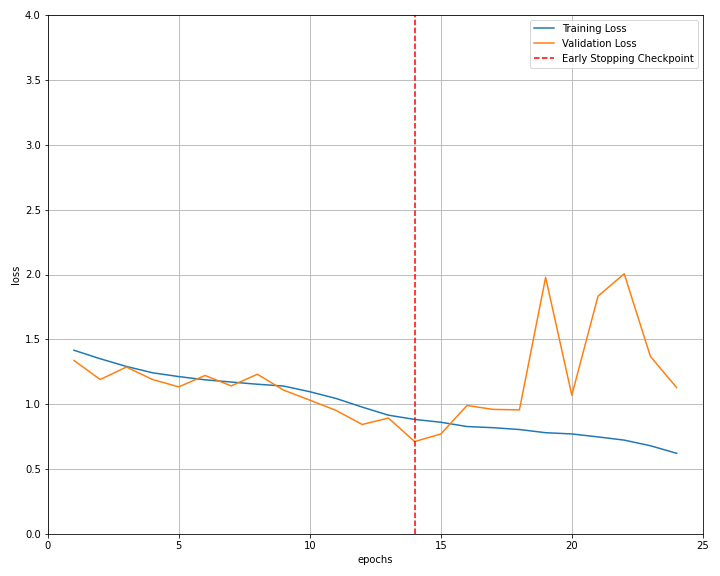 4.0
3.5
3.0
2.5
2.0
1.5
1.0
0.5
0.0
loss
0 5 10 15 20 25
epochs
Training Loss
Validation Loss
Early Stopping Checkpoint